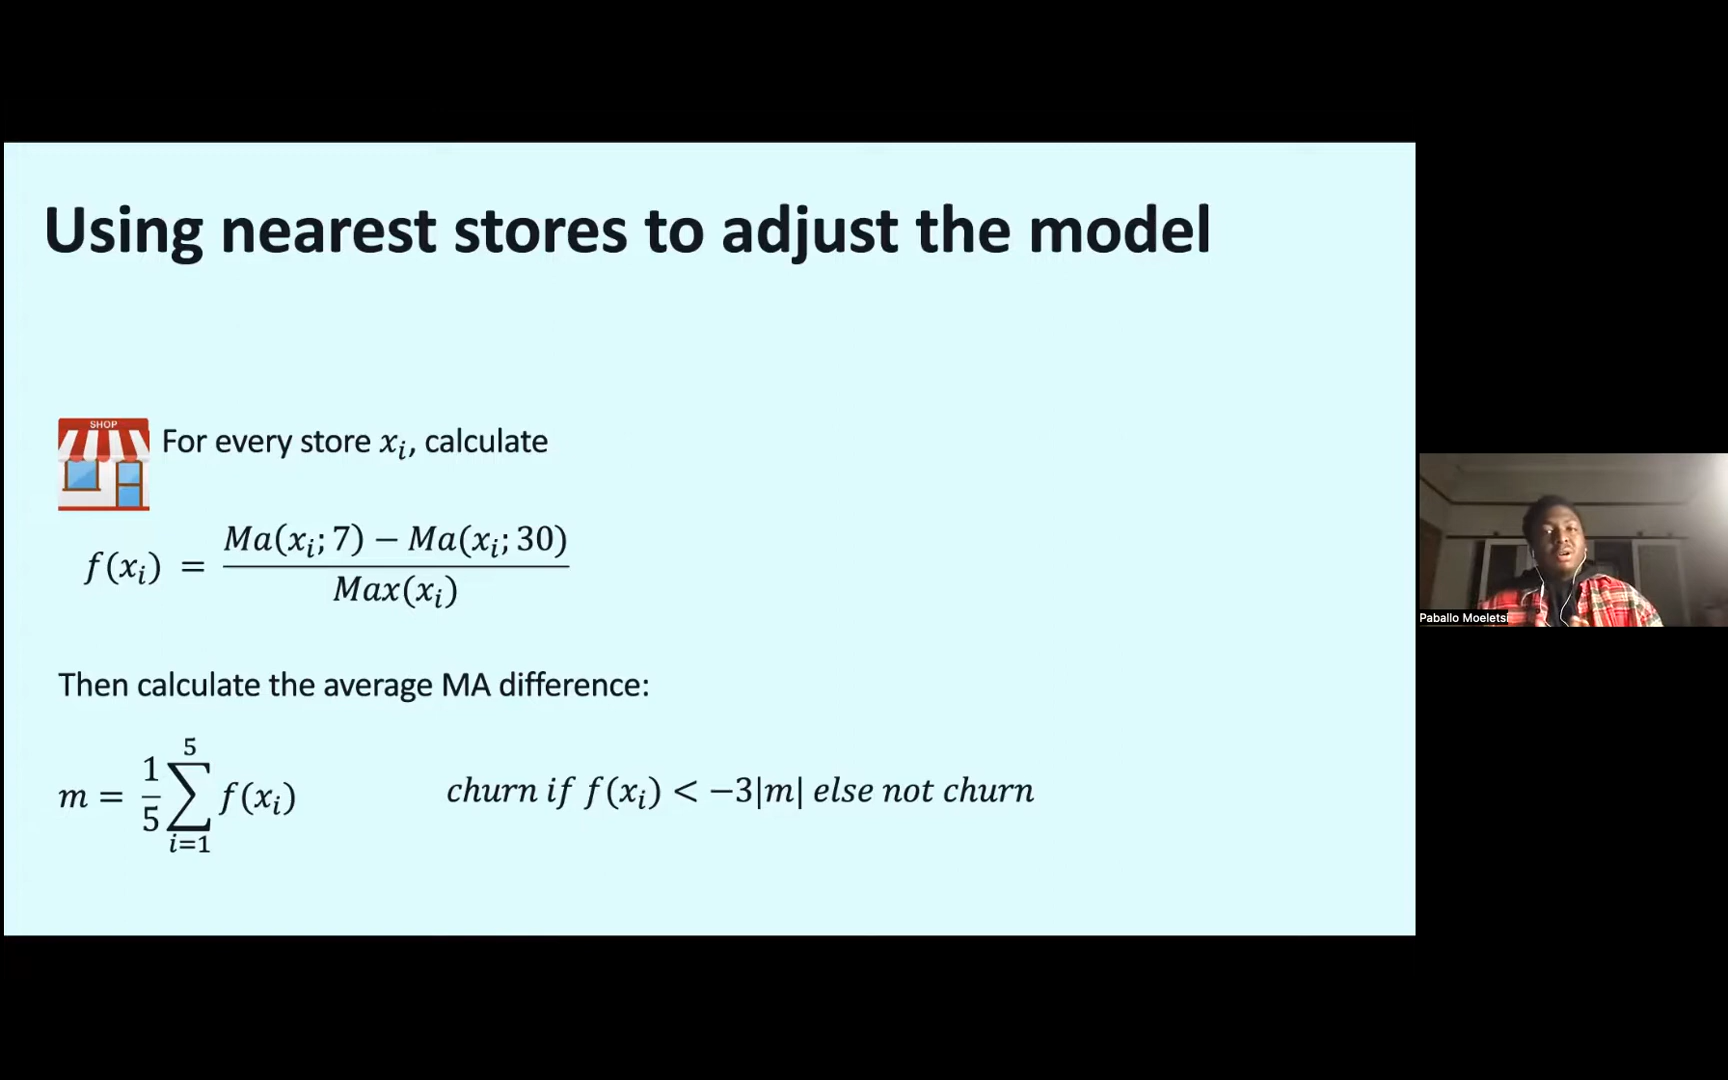 Using nearest stores to adjust the model
SHOP
For every store xᵢ, calculate
f(xᵢ) = (Ma(xᵢ; 7) − Ma(xᵢ; 30)) / Max(xᵢ)
Then calculate the average MA difference:
m = 1/5 ∑ᵢ₌₁⁵ f(xᵢ)
churn if f(xᵢ) < −3|m| else not churn
Paballo Moeletsi